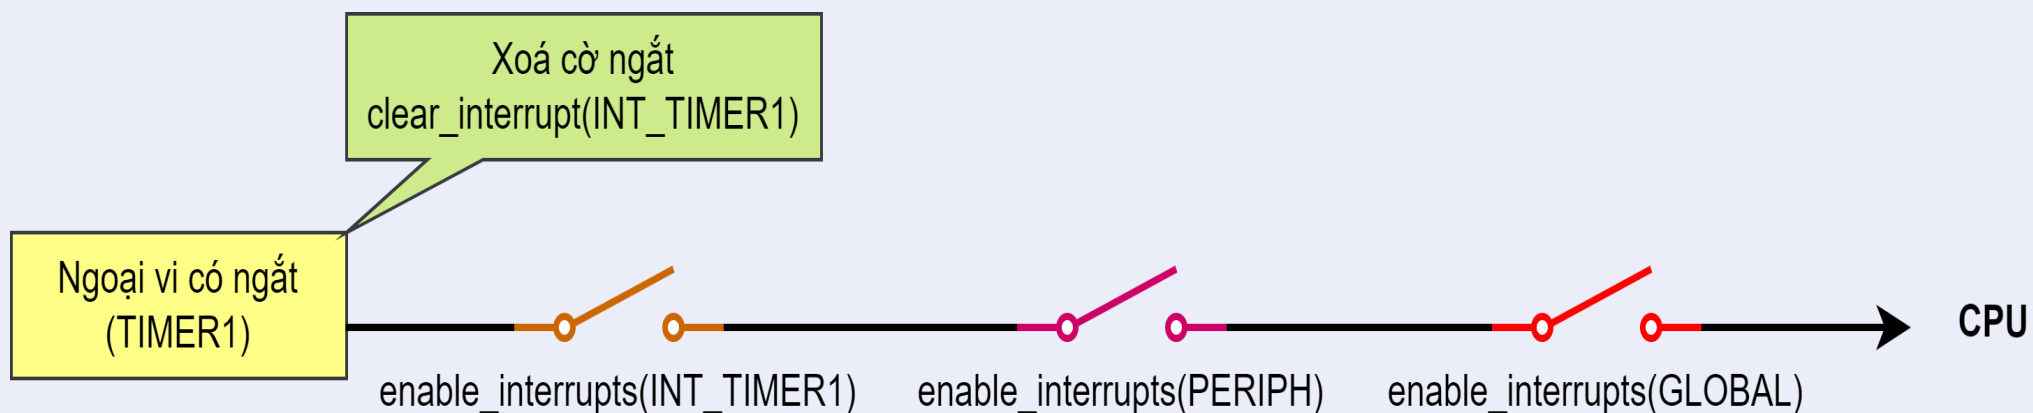 Xoá cờ ngắt
clear_interrupt(INT_TIMER1)
Ngoại vi có ngắt
(TIMER1)
CPU
enable_interrupts(INT_TIMER1)
enable_interrupts(PERIPH)
enable_interrupts(GLOBAL)